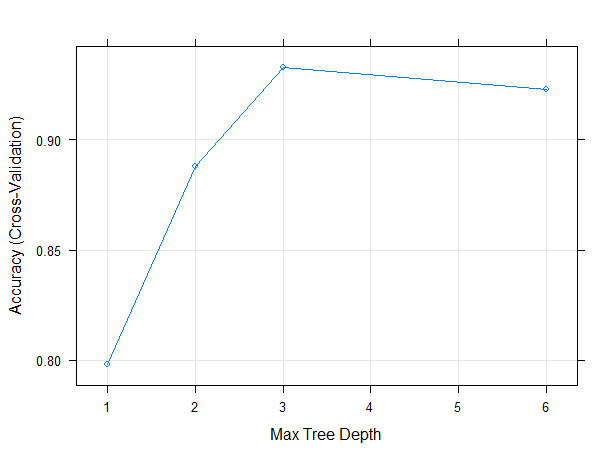 Accuracy (Cross-Validation)
0.90
0.85
0.80
1 2 3 4 5 6
Max Tree Depth